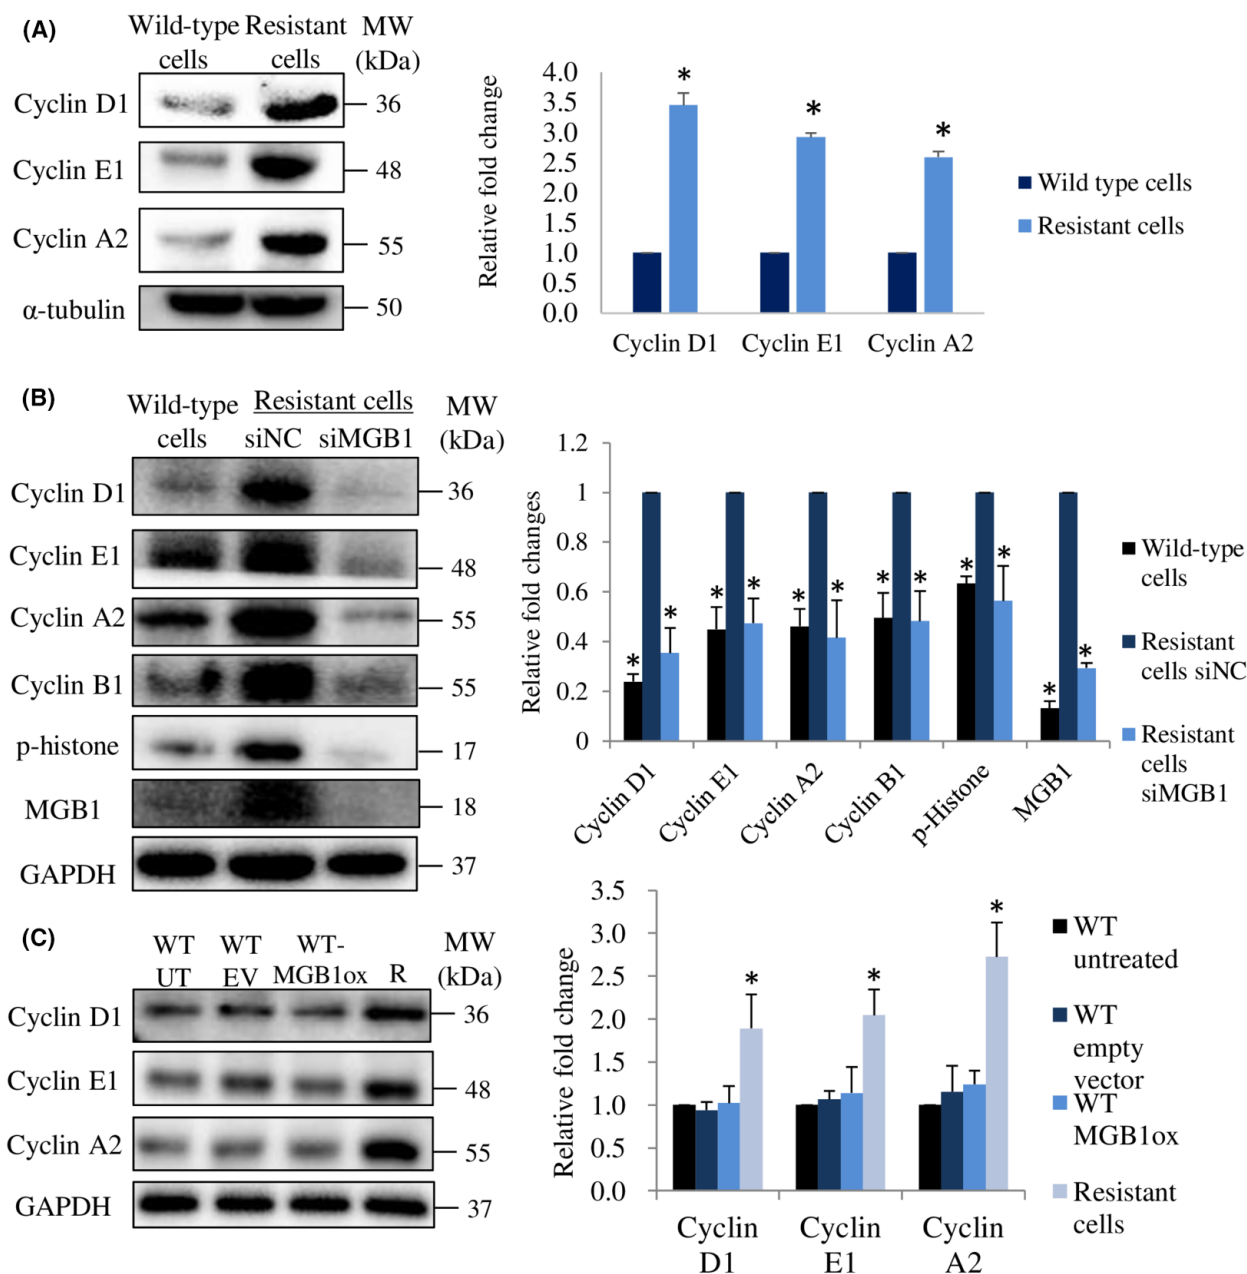 (A)
Wild-type Resistant MW
cells cells (kDa)
Cyclin D1 36
Cyclin E1 48
Cyclin A2 55
α-tubulin 50
Relative fold change
4.0
3.5
3.0
2.5
2.0
1.5
1.0
0.5
0.0
* * *
Cyclin D1 Cyclin E1 Cyclin A2
Wild type cells
Resistant cells
(B)
Wild-type Resistant cells MW
cells siNC siMGB1 (kDa)
Cyclin D1 36
Cyclin E1 48
Cyclin A2 55
Cyclin B1 55
p-histone 17
MGB1 18
GAPDH 37
Relative fold changes
1.2
1
0.8
0.6
0.4
0.2
0
* * * * * * * * * * * *
Cyclin D1 Cyclin E1 Cyclin A2 Cyclin B1 p-Histone MGB1
Wild-type
cells
Resistant
cells siNC
Resistant
cells
siMGB1
(C)
WT WT WT- MW
UT EV MGB1ox R (kDa)
Cyclin D1 36
Cyclin E1 48
Cyclin A2 55
GAPDH 37
Relative fold change
3.5
3.0
2.5
2.0
1.5
1.0
0.5
0.0
* * *
Cyclin Cyclin Cyclin
D1 E1 A2
WT
untreated
WT
empty
vector
WT
MGB1ox
Resistant
cells